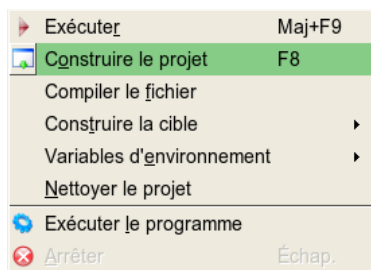 Exécuter Maj+F9
Construire le projet F8
Compiler le fichier
Construire la cible
Variables d'environnement
Nettoyer le projet
Exécuter le programme
Arrêter Échap.